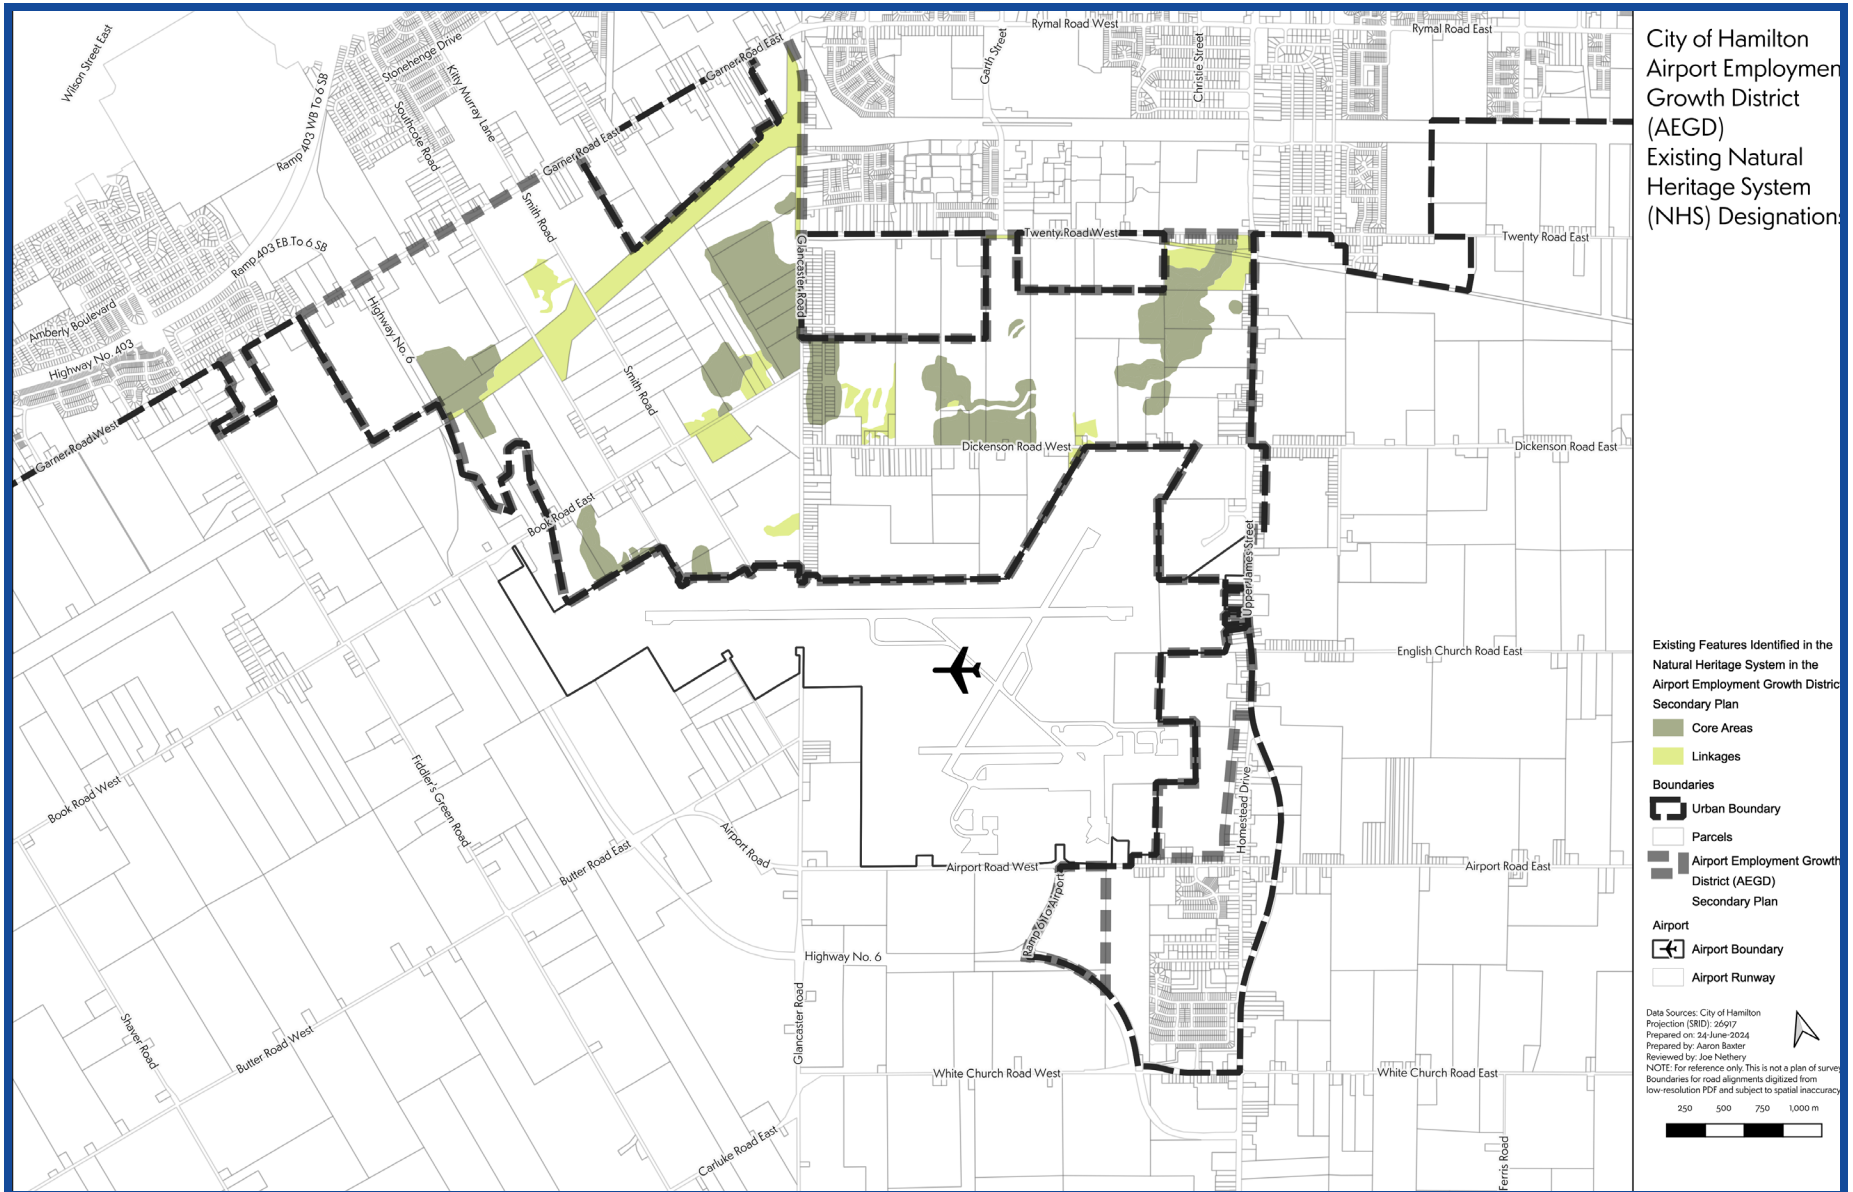 City of Hamilton
Airport Employmen
Growth District
(AEGD)
Existing Natural
Heritage System
(NHS) Designations
Wilson Street East
Stonehenge Drive
Kitty Murray Lane
Southcote Road
Ramp 403 WB To 6 SB
Garner Road East
Rymal Road West
Garth Street
Christie Street
Rymal Road East
Garner Road East
Smith Road
Ramp 403 EB To 6 SB
Glancaster Road
Twenty Road West
Twenty Road East
Amberly Boulevard
Highway No. 403
Highway No. 6
Smith Road
Garner Road West
Dickenson Road West
Dickenson Road East
Book Road East
Upper James Street
English Church Road East
Book Road West
Fiddler's Green Road
Airport Road
Butter Road East
Homestead Drive
Airport Road West
Airport Road East
Ramp 6 To Airport
Highway No. 6
Glancaster Road
Shaver Road
Butter Road West
White Church Road West
White Church Road East
Carluke Road East
Ferris Road
Existing Features Identified in the
Natural Heritage System in the
Airport Employment Growth Distric
Secondary Plan
Core Areas
Linkages
Boundaries
Urban Boundary
Parcels
Airport Employment Growth
District (AEGD)
Secondary Plan
Airport
Airport Boundary
Airport Runway
Data Sources: City of Hamilton
Projection (SRID): 26917
Prepared on: 24-June-2024
Prepared by: Aaron Baxter
Reviewed by: Joe Nethery
NOTE: For reference only. This is not a plan of survey
Boundaries for road alignments digitized from
low-resolution PDF and subject to spatial inaccuracy
250 500 750 1,000 m